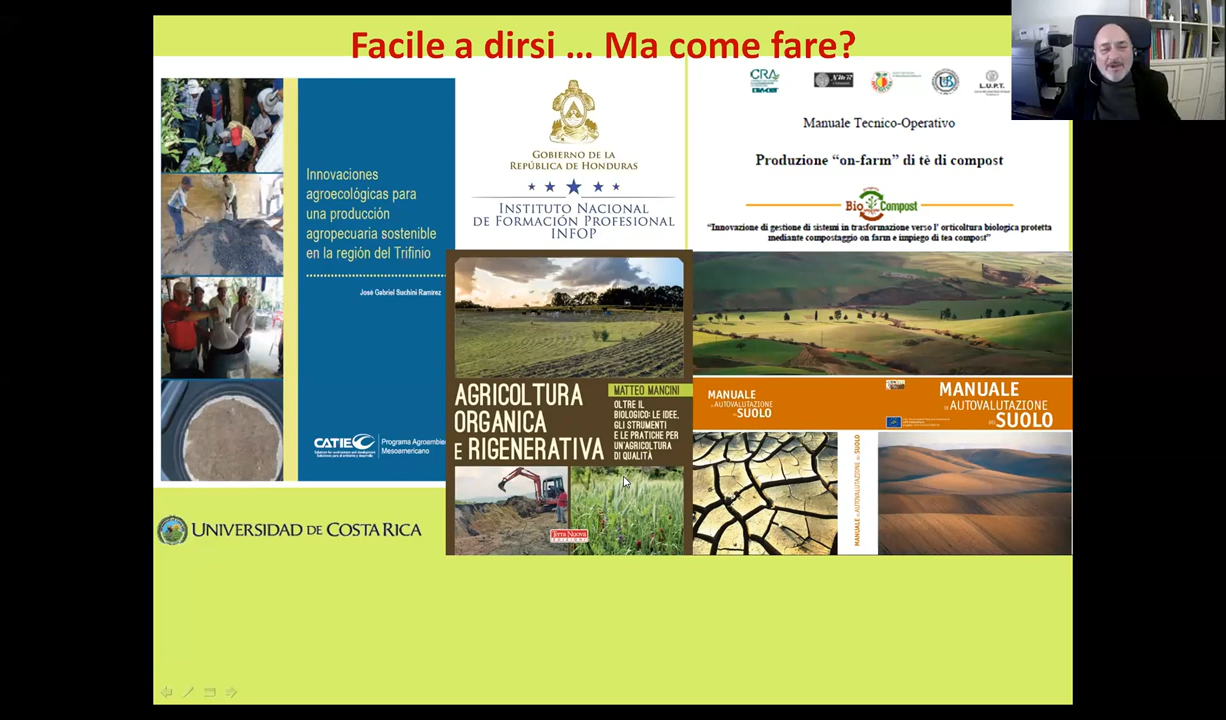 Facile a dirsi ... Ma come fare?
Innovaciones
agroecológicas para
una producción
agropecuaria sostenible
en la región del Trifinio
José Gabriel Suchini Ramírez
CATIE
Programa Agroambie
Mesoamericano
UNIVERSIDAD DE COSTA RICA
GOBIERNO DE LA
REPÚBLICA DE HONDURAS
INSTITUTO NACIONAL
DE FORMACIÓN PROFESIONAL
INFOP
CRA
L.U.P.T.
Manuale Tecnico-Operativo
Produzione “on-farm” di tè di compost
Bio Compost
“Innovazione di gestione di sistemi in trasformazione verso l’ orticoltura biologica protetta
mediante compostaggio on farm e impiego di tea compost”
AGRICOLTURA
ORGANICA
E RIGENERATIVA
MATTEO MANCINI
OLTRE IL
BIOLOGICO: LE IDEE,
GLI STRUMENTI
E LE PRATICHE PER
UN'AGRICOLTURA
DI QUALITÀ
Terra Nuova
EDIZIONI
MANUALE
DI AUTOVALUTAZIONE
DEL SUOLO
MANUALE
DI AUTOVALUTAZIONE
DEL SUOLO
MANUALE DI AUTOVALUTAZIONE DEL SUOLO